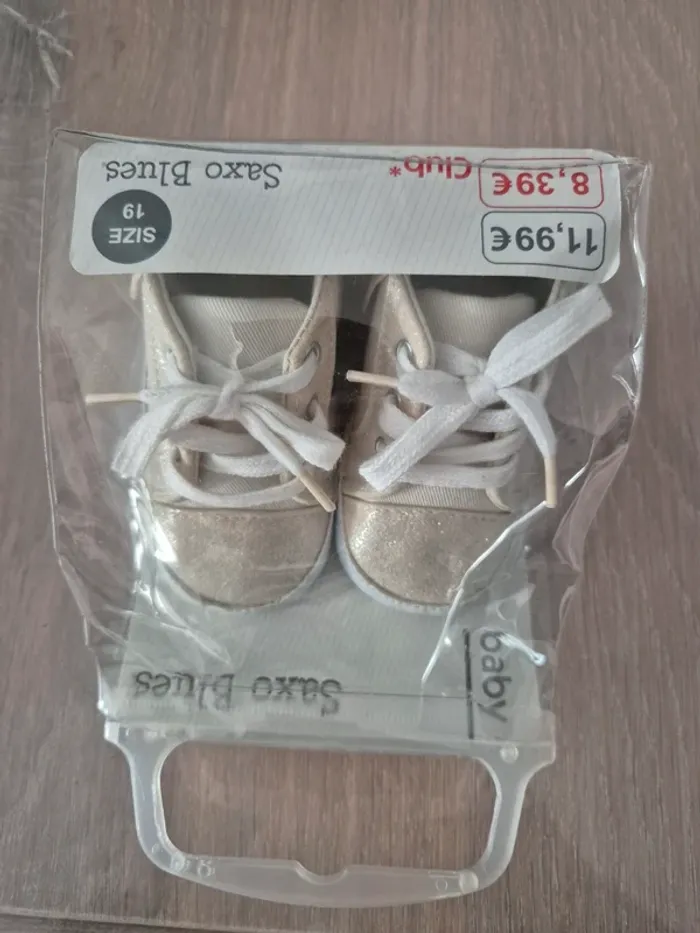 baby
Saxo Blues
11,99€
SIZE
19
8,39€ Club*
Saxo Blues